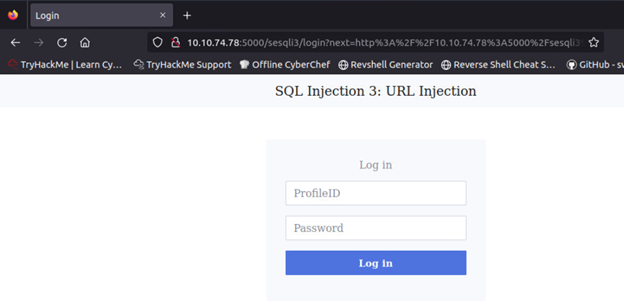 Login
10.10.74.78:5000/sesqli3/login?next=http%3A%2F%2F10.10.74.78%3A5000%2Fsesqli3
TryHackMe | Learn Cy… TryHackMe Support Offline CyberChef Revshell Generator Reverse Shell Cheat S… GitHub - sv
SQL Injection 3: URL Injection
Log in
ProfileID
Password
Log in